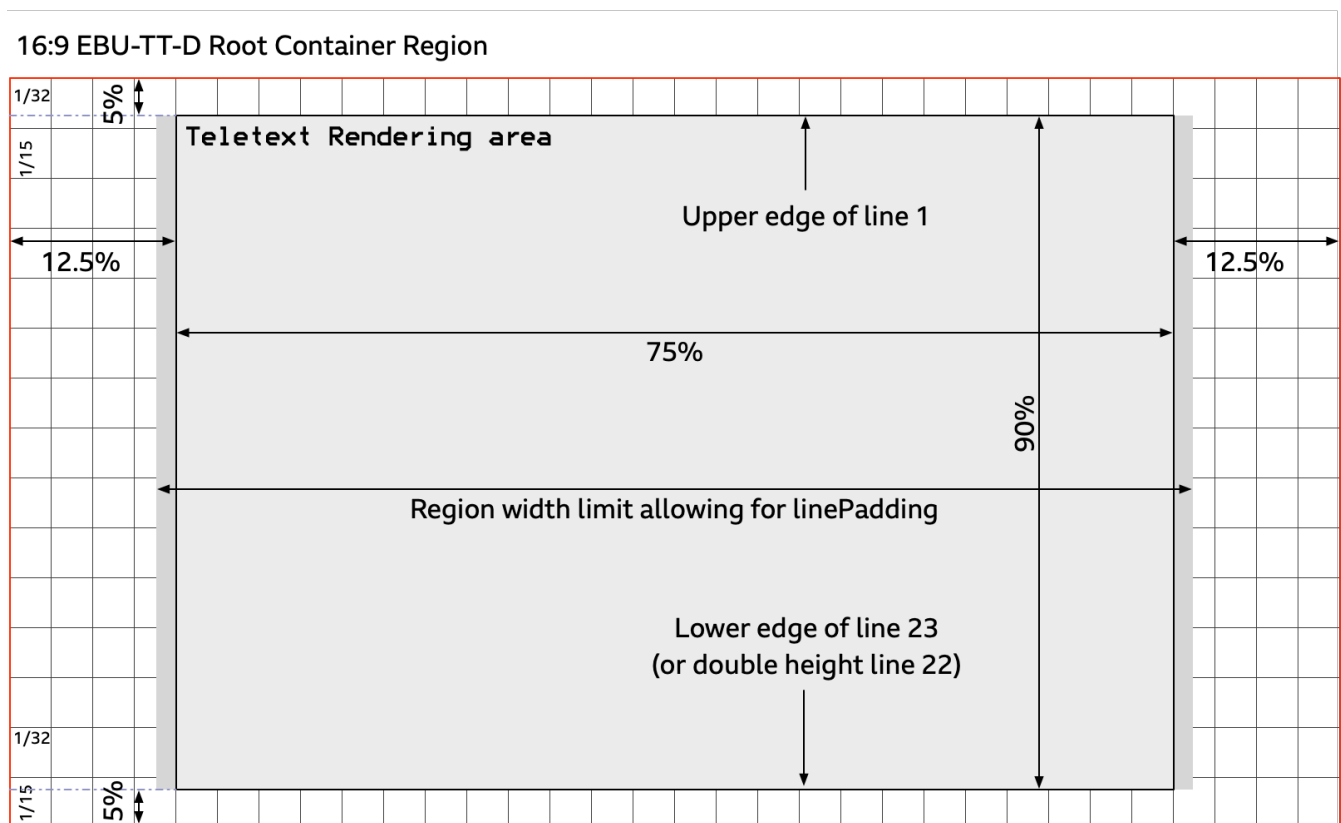 16:9 EBU-TT-D Root Container Region
1/32
5%
1/15
Teletext Rendering area
Upper edge of line 1
12.5%
12.5%
75%
90%
Region width limit allowing for linePadding
Lower edge of line 23
(or double height line 22)
1/32
1/15
5%